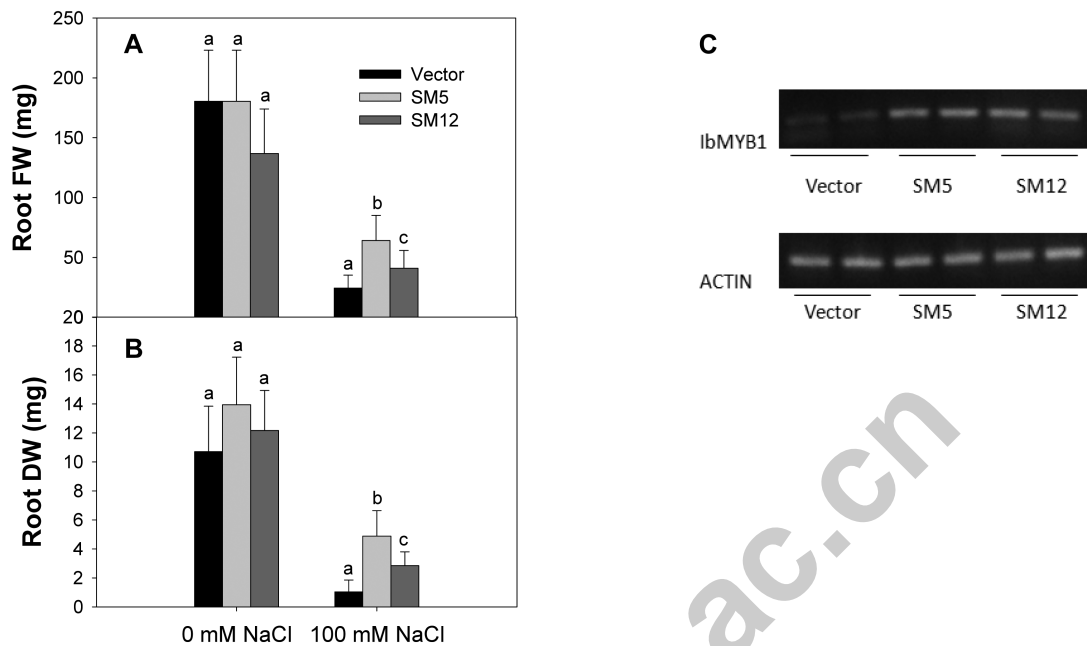 A
Root FW (mg)
250
200
150
100
50
a a a
a b c
Vector
SM5
SM12
B
Root DW (mg)
20
18
16
14
12
10
8
6
4
2
0
a a a
a b c
0 mM NaCl 100 mM NaCl
C
IbMYB1
Vector SM5 SM12
ACTIN
Vector SM5 SM12
ac.cn